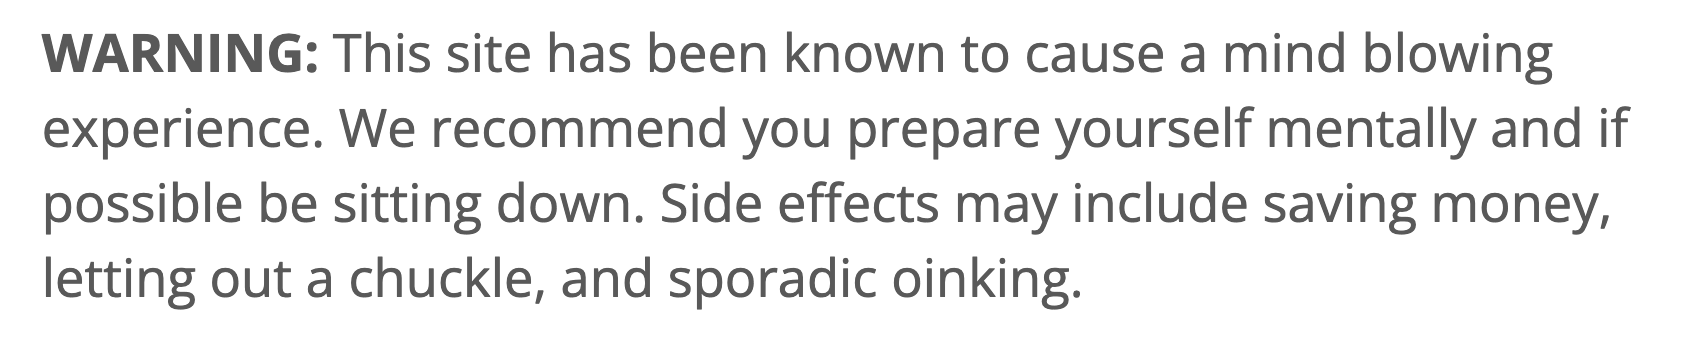 WARNING: This site has been known to cause a mind blowing
experience. We recommend you prepare yourself mentally and if
possible be sitting down. Side effects may include saving money,
letting out a chuckle, and sporadic oinking.